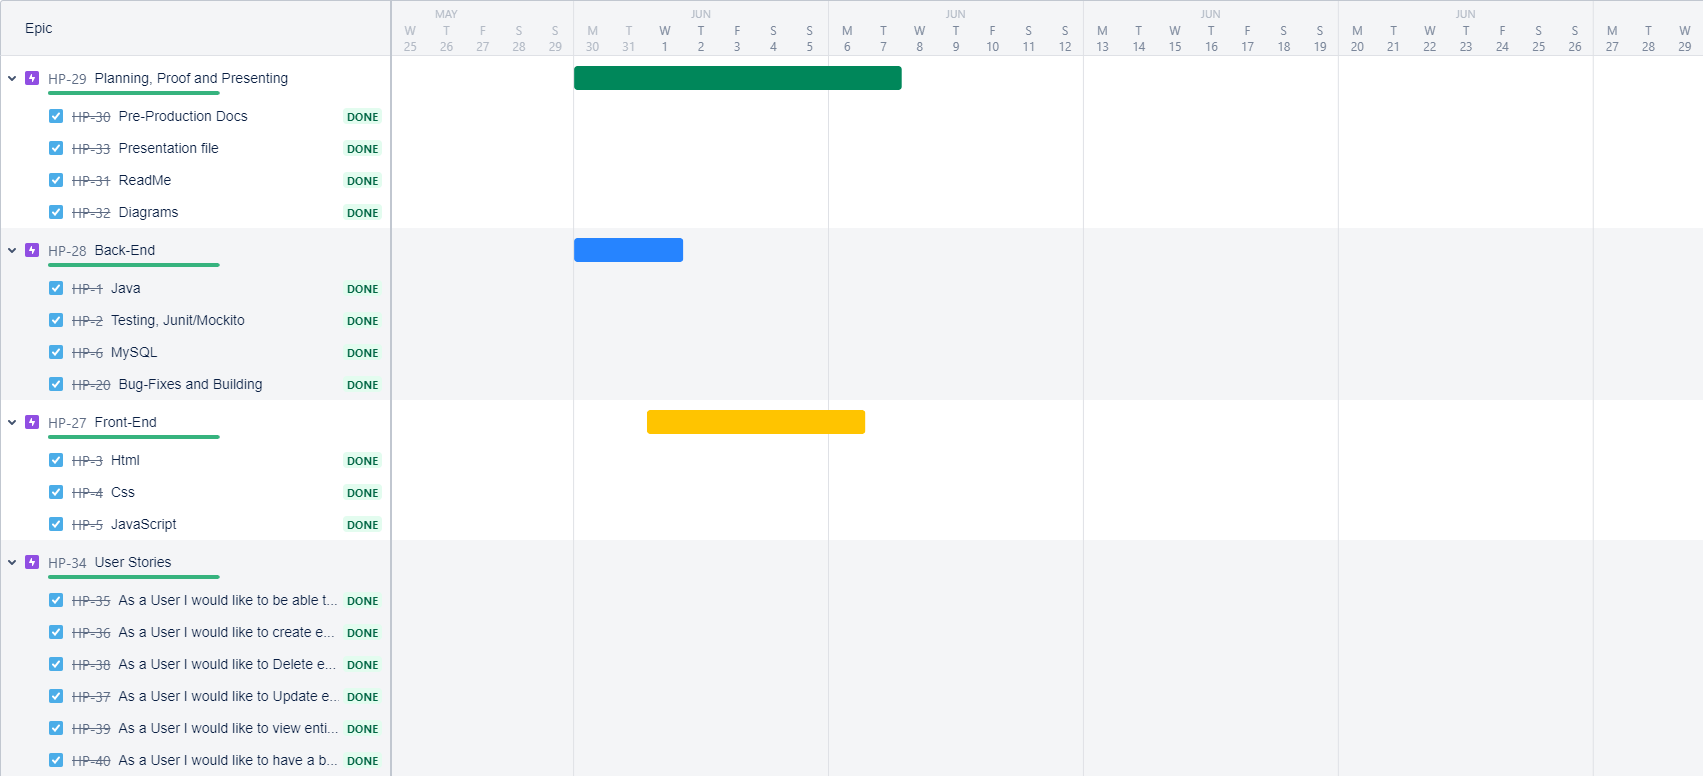 Epic
MAY JUN JUN JUN JUN
W T F S S M T W T F S S M T W T F S S M T W T F S S M T W T F S S M T W
25 26 27 28 29 30 31 1 2 3 4 5 6 7 8 9 10 11 12 13 14 15 16 17 18 19 20 21 22 23 24 25 26 27 28 29
HP-29 Planning, Proof and Presenting
HP-30 Pre-Production Docs DONE
HP-33 Presentation file DONE
HP-31 ReadMe DONE
HP-32 Diagrams DONE
HP-28 Back-End
HP-1 Java DONE
HP-2 Testing, Junit/Mockito DONE
HP-6 MySQL DONE
HP-20 Bug-Fixes and Building DONE
HP-27 Front-End
HP-3 Html DONE
HP-4 Css DONE
HP-5 JavaScript DONE
HP-34 User Stories
HP-35 As a User I would like to be able t... DONE
HP-36 As a User I would like to create e... DONE
HP-38 As a User I would like to Delete e... DONE
HP-37 As a User I would like to Update e... DONE
HP-39 As a User I would like to view enti... DONE
HP-40 As a User I would like to have a b... DONE